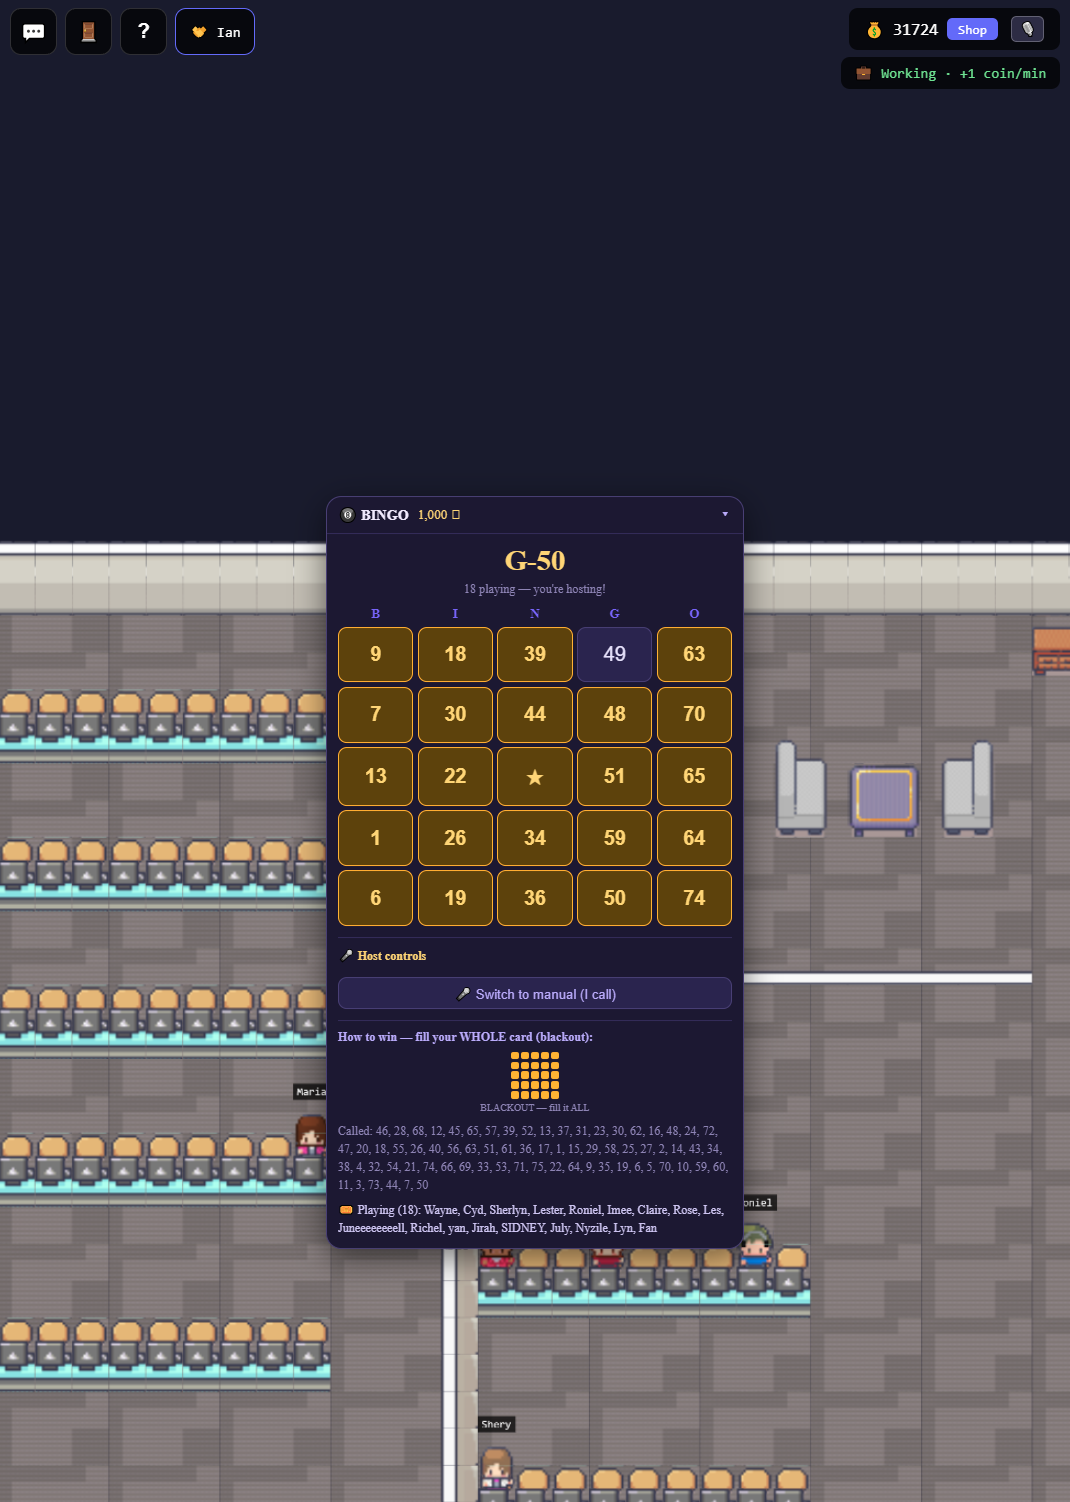 ? Ian
31724 Shop
Working · +1 coin/min
BINGO 1,000
G-50
18 playing — you're hosting!
B I N G O
9 18 39 49 63
7 30 44 48 70
13 22 ★ 51 65
1 26 34 59 64
6 19 36 50 74
Host controls
Switch to manual (I call)
How to win — fill your WHOLE card (blackout):
BLACKOUT — fill it ALL
Called: 46, 28, 68, 12, 45, 65, 57, 39, 52, 13, 37, 31, 23, 30, 62, 16, 48, 24, 72,
47, 20, 18, 55, 26, 40, 56, 63, 51, 61, 36, 17, 1, 15, 29, 58, 25, 27, 2, 14, 43, 34,
38, 4, 32, 54, 21, 74, 66, 69, 33, 53, 71, 75, 22, 64, 9, 35, 19, 6, 5, 70, 10, 59, 60,
11, 3, 73, 44, 7, 50
Playing (18): Wayne, Cyd, Sherlyn, Lester, Roniel, Imee, Claire, Rose, Les,
Juneeeeeeeell, Richel, yan, Jirah, SIDNEY, July, Nyzile, Lyn, Fan
Maria
oniel
Shery